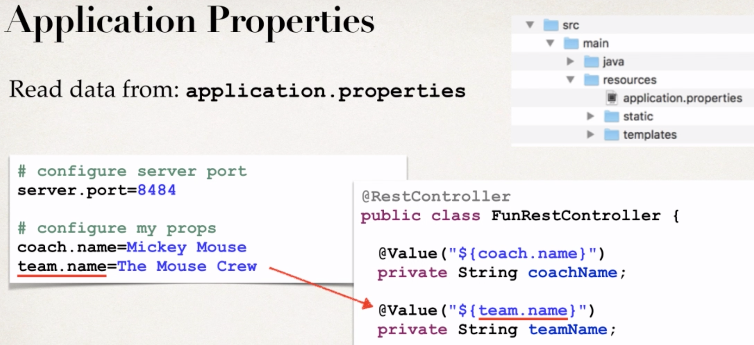 Application Properties
src
main
java
resources
application.properties
static
templates
Read data from: application.properties
# configure server port
server.port=8484
# configure my props
coach.name=Mickey Mouse
team.name=The Mouse Crew
@RestController
public class FunRestController {
@Value("${coach.name}")
private String coachName;
@Value("${team.name}")
private String teamName;